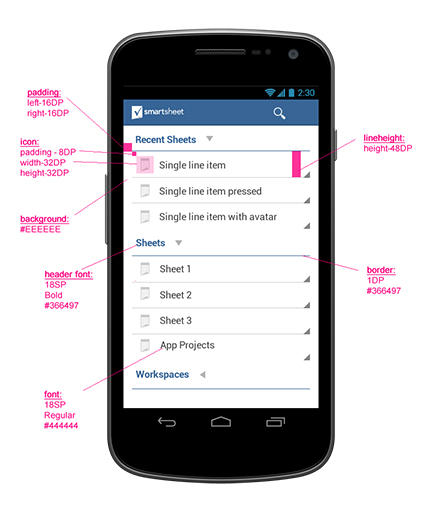 padding:
left-16DP
right-16DP
icon:
padding - 8DP
width-32DP
height-32DP
background:
#EEEEEE
header font:
18SP
Bold
#366497
font:
18SP
Regular
#444444
2:30
smartsheet
Recent Sheets
Single line item
Single line item pressed
Single line item with avatar
Sheets
Sheet 1
Sheet 2
Sheet 3
App Projects
Workspaces
lineheight:
height-48DP
border:
1DP
#366497